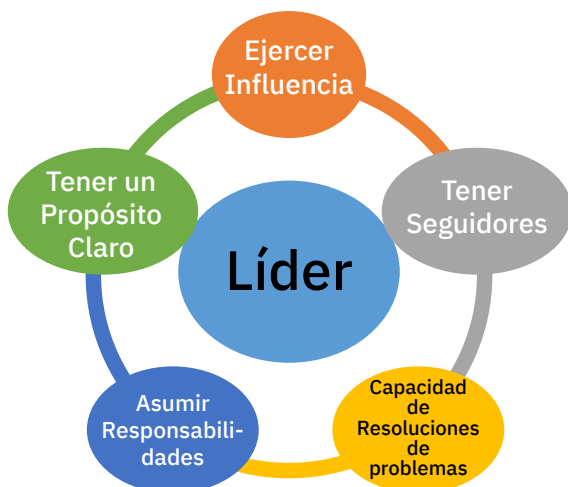 Ejercer
Influencia
Tener un
Propósito
Claro
Tener
Seguidores
Líder
Asumir
Responsabili-
dades
Capacidad
de
Resoluciones
de
problemas